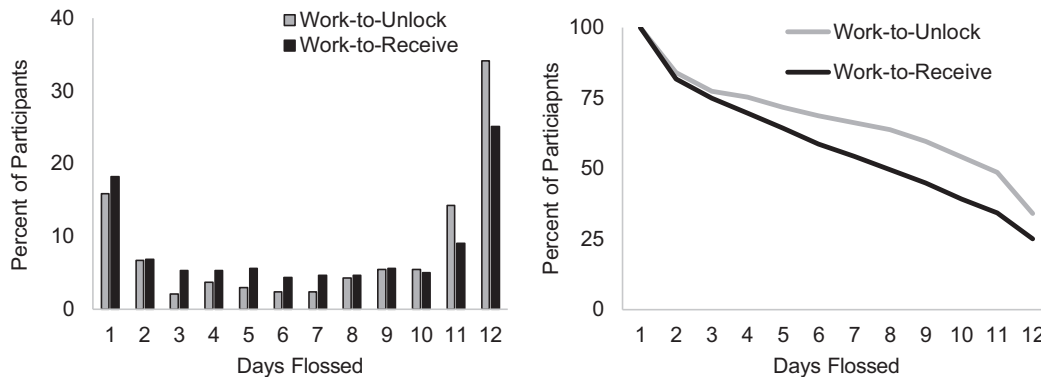 40
30
20
10
0
Percent of Participants
Work-to-Unlock
Work-to-Receive
1 2 3 4 5 6 7 8 9 10 11 12
Days Flossed
100
75
50
25
0
Percent of Particiapnts
Work-to-Unlock
Work-to-Receive
1 2 3 4 5 6 7 8 9 10 11 12
Days Flossed